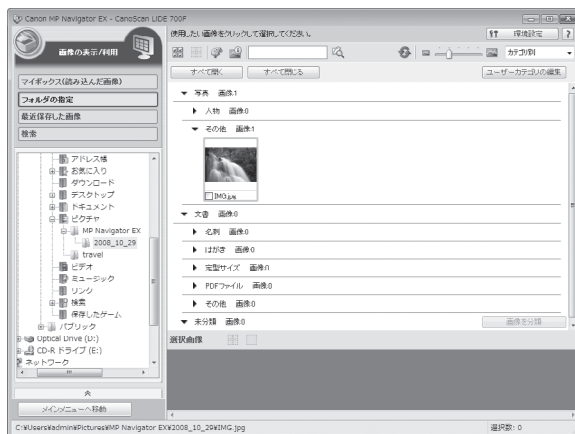 Canon MP Navigator EX - CanoScan LiDE 700F
画像の表示/利用
使用したい画像をクリックして選択してください。
環境設定
?
カテゴリ別
すべて開く
すべて閉じる
ユーザーカテゴリの編集
マイボックス(読み込んだ画像)
フォルダの指定
最近保存した画像
検索
アドレス帳
お気に入り
ダウンロード
デスクトップ
ドキュメント
ピクチャ
MP Navigator EX
2008_10_29
travel
ビデオ
ミュージック
リンク
検索
保存したゲーム
パブリック
Optical Drive (D:)
CD-R ドライブ (E:)
ネットワーク
メインメニューへ移動
写真 画像:1
人物 画像:0
その他 画像:1
IMG.jpg
文書 画像:0
名刺 画像:0
はがき 画像:0
定型サイズ 画像:0
PDFファイル 画像:0
その他 画像:0
未分類 画像:0
画像を分類
選択画像
C:¥Users¥admin¥Pictures¥MP Navigator EX¥2008_10_29¥IMG.jpg
選択数: 0